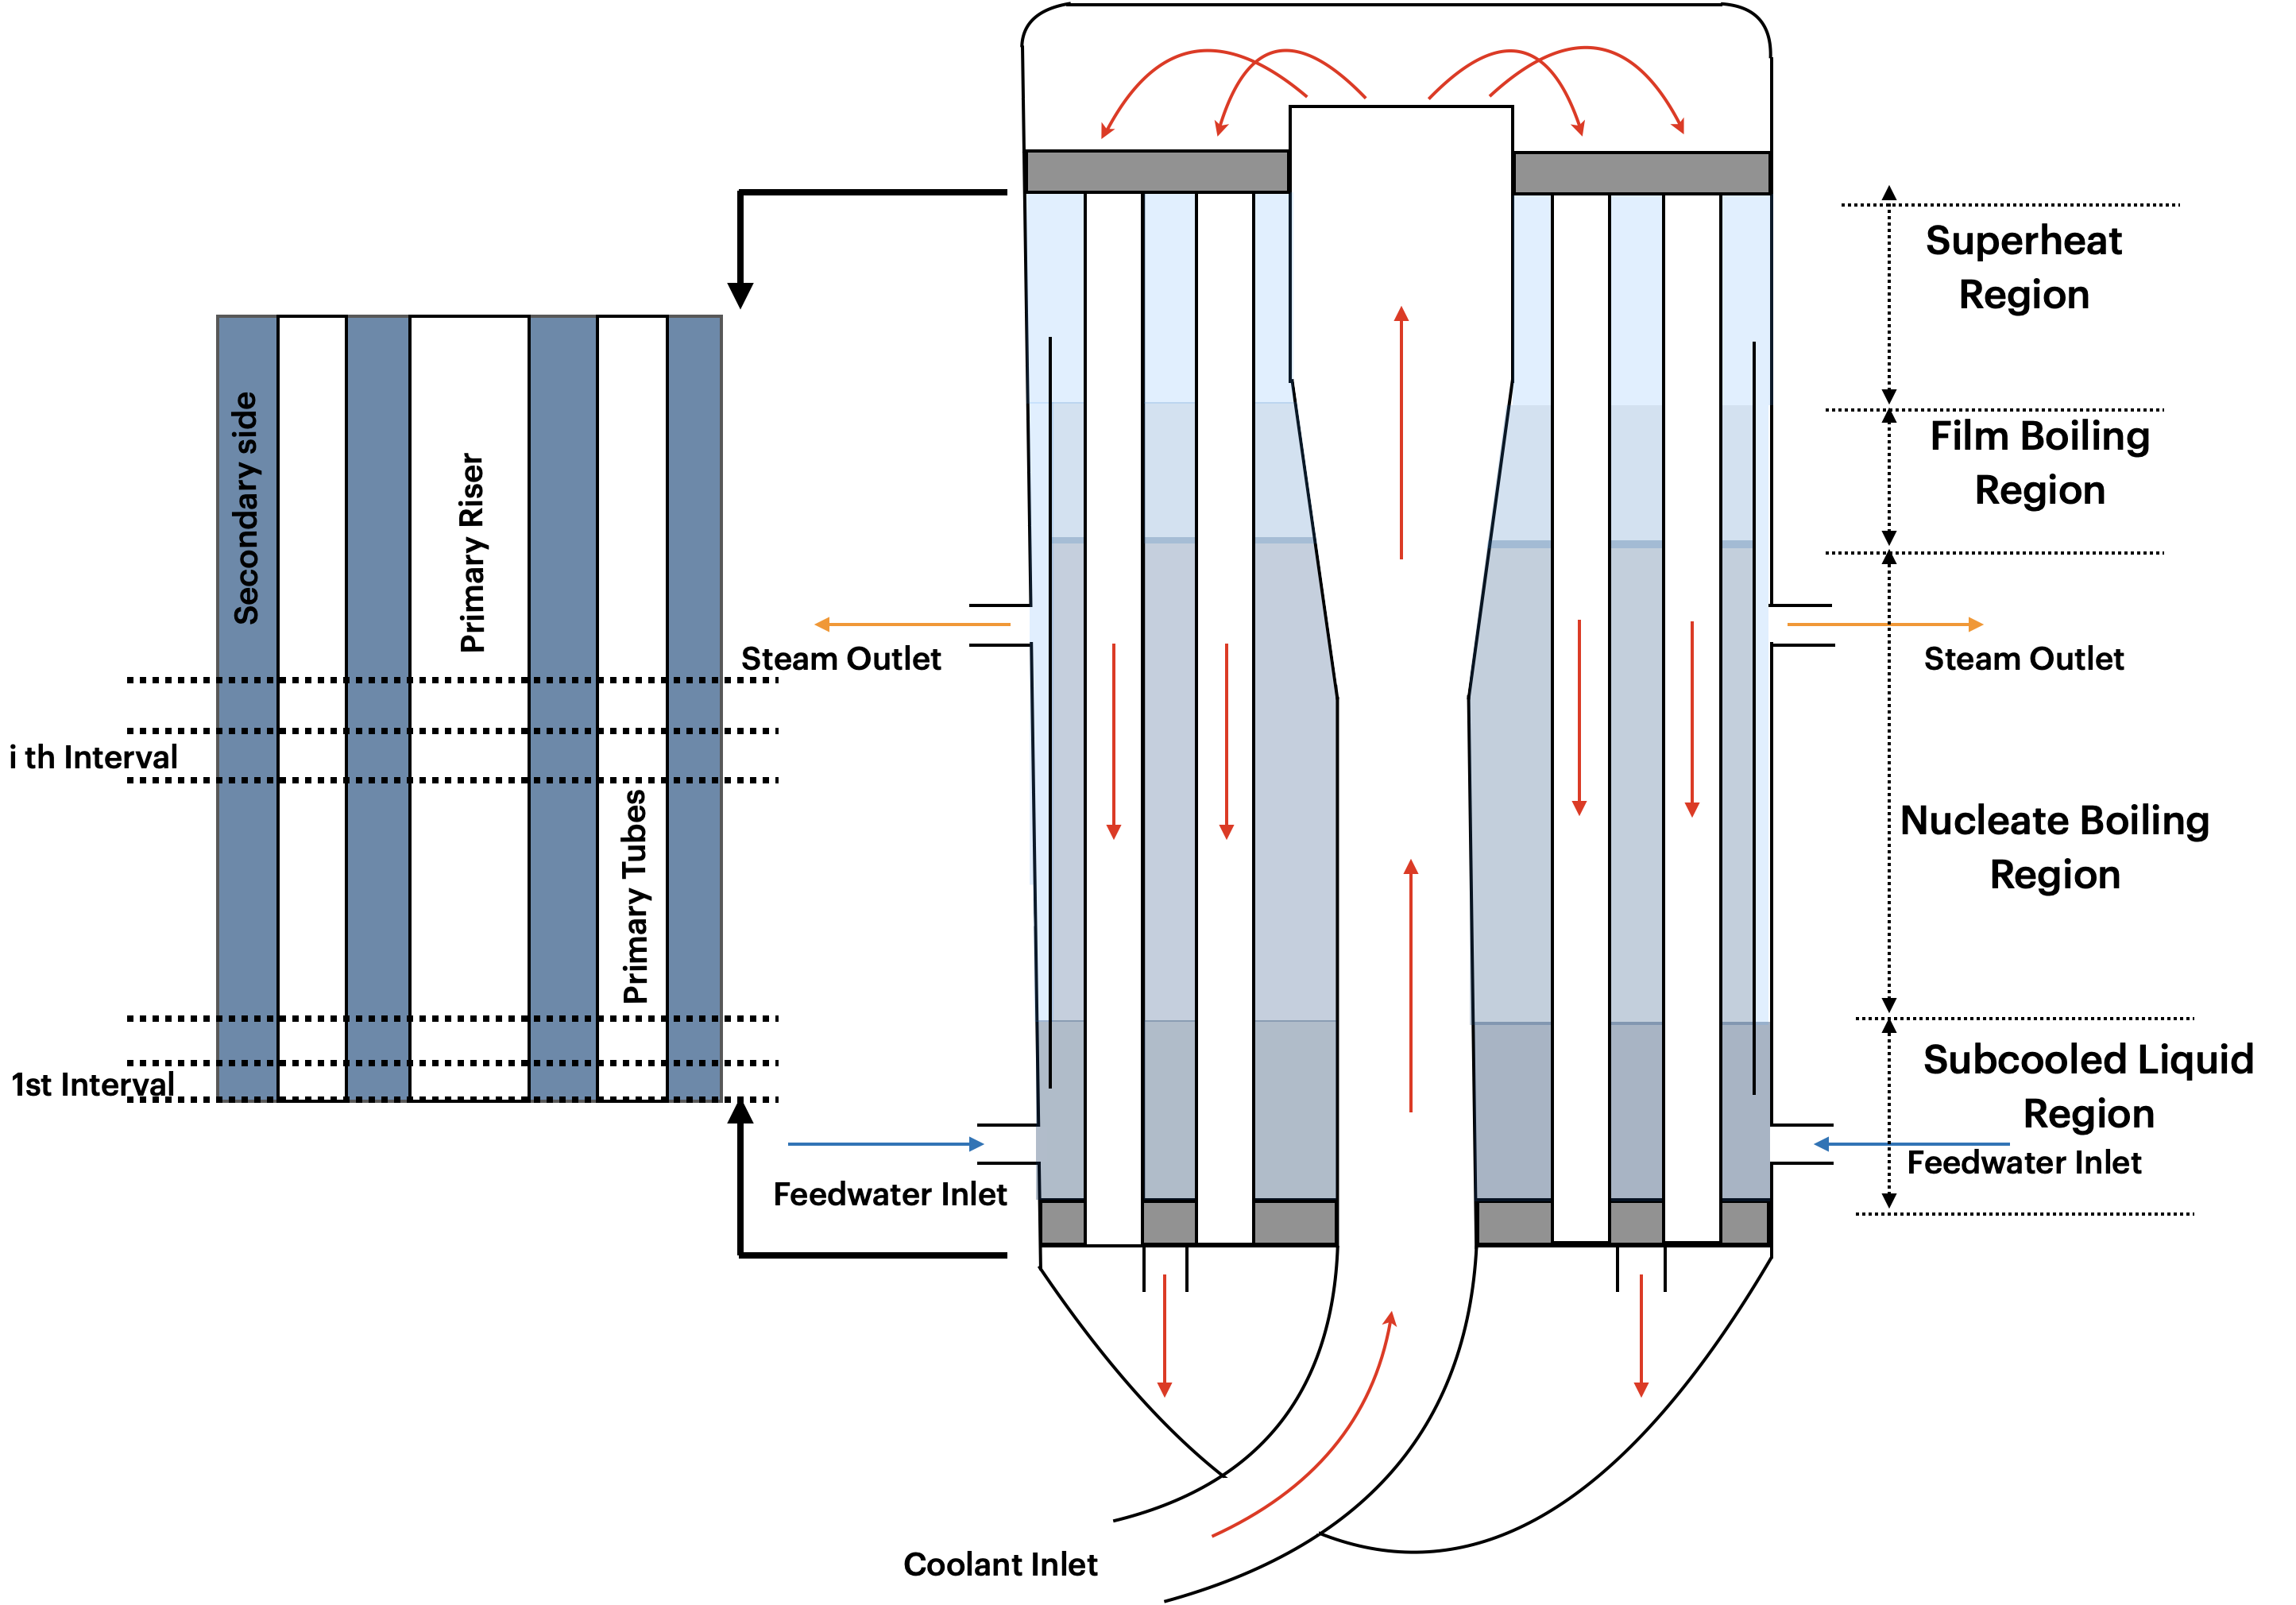 Superheat
Region
Film Boiling
Region
Secondary side
Primary Riser
Steam Outlet
Steam Outlet
i th Interval
Primary Tubes
Nucleate Boiling
Region
1st Interval
Subcooled Liquid
Region
Feedwater Inlet
Feedwater Inlet
Coolant Inlet